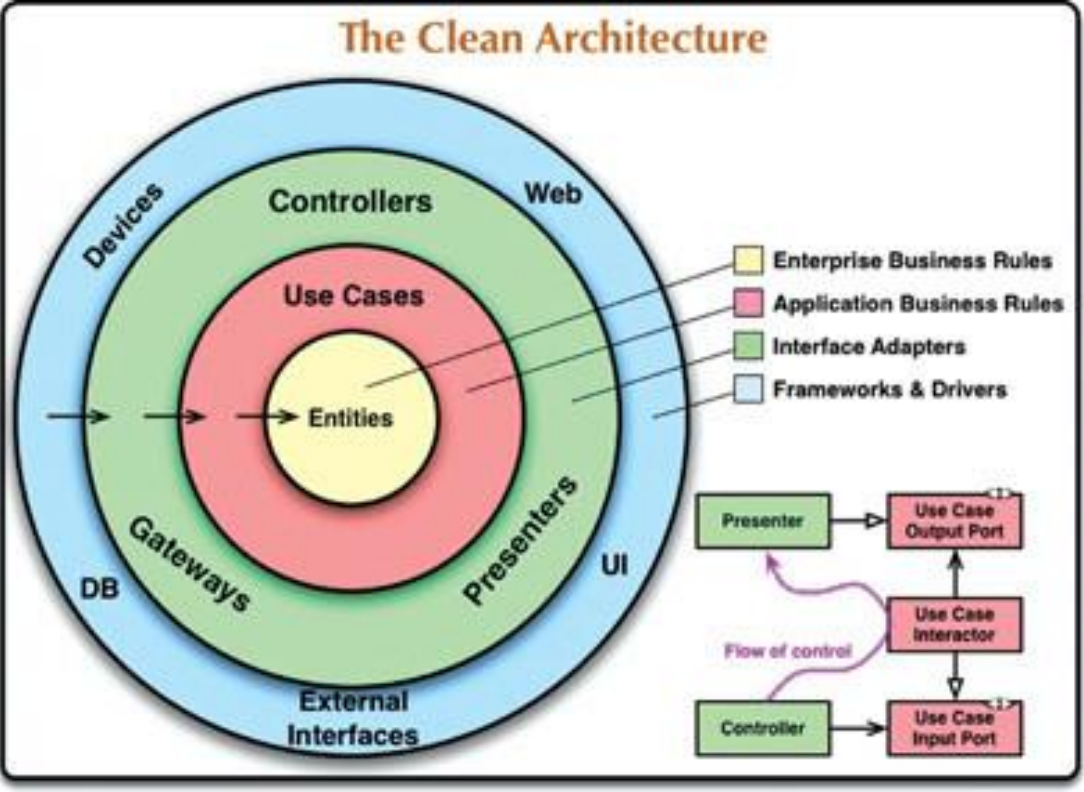 The Clean Architecture
Devices
Web
Controllers
Use Cases
Entities
Gateways
Presenters
DB
UI
External
Interfaces
Enterprise Business Rules
Application Business Rules
Interface Adapters
Frameworks & Drivers
Presenter
Use Case
Output Port
Use Case
Interactor
Flow of control
Controller
Use Case
Input Port